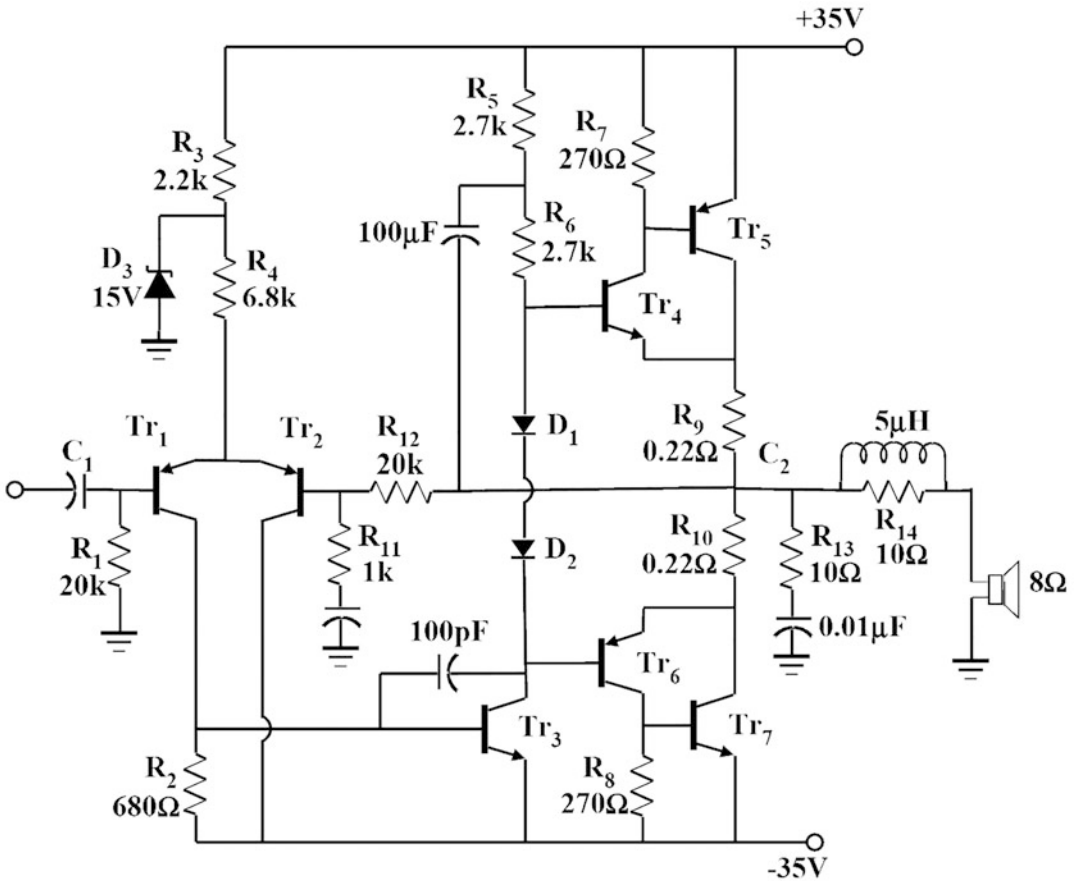 +35V
R5
2.7k
R7
270Ω
R3
2.2k
100μF
R6
2.7k
Tr5
D3
15V
R4
6.8k
Tr4
Tr1
Tr2
R12
20k
D1
R9
0.22Ω
C2
5μH
C1
R1
20k
R11
1k
D2
R10
0.22Ω
R13
10Ω
R14
10Ω
8Ω
100pF
0.01μF
Tr6
Tr3
Tr7
R2
680Ω
R8
270Ω
-35V